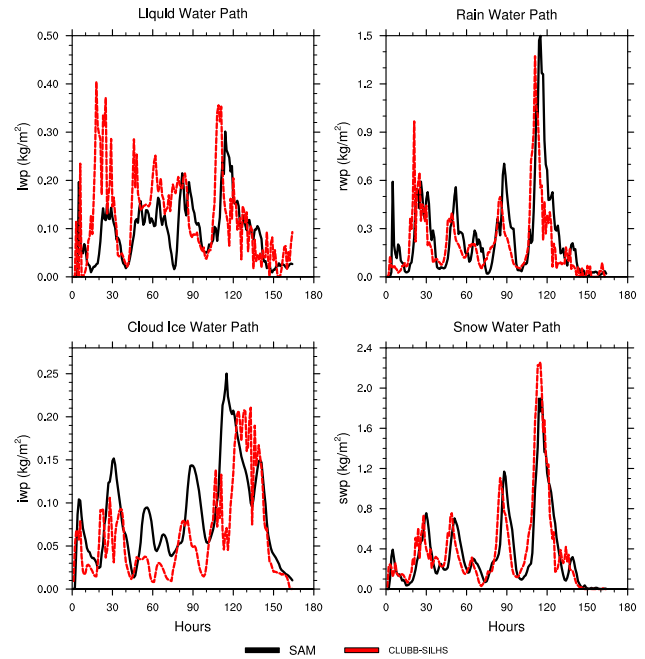 Liquid Water Path
Rain Water Path
lwp (kg/m²)
0.50
0.40
0.30
0.20
0.10
0.00
0 30 60 90 120 150 180
rwp (kg/m²)
1.5
1.2
0.9
0.6
0.3
0.0
0 30 60 90 120 150 180
Cloud Ice Water Path
Snow Water Path
iwp (kg/m²)
0.25
0.20
0.15
0.10
0.05
0.00
0 30 60 90 120 150 180
Hours
swp (kg/m²)
2.4
2.0
1.6
1.2
0.8
0.4
0.0
0 30 60 90 120 150 180
Hours
SAM
CLUBB-SILHS